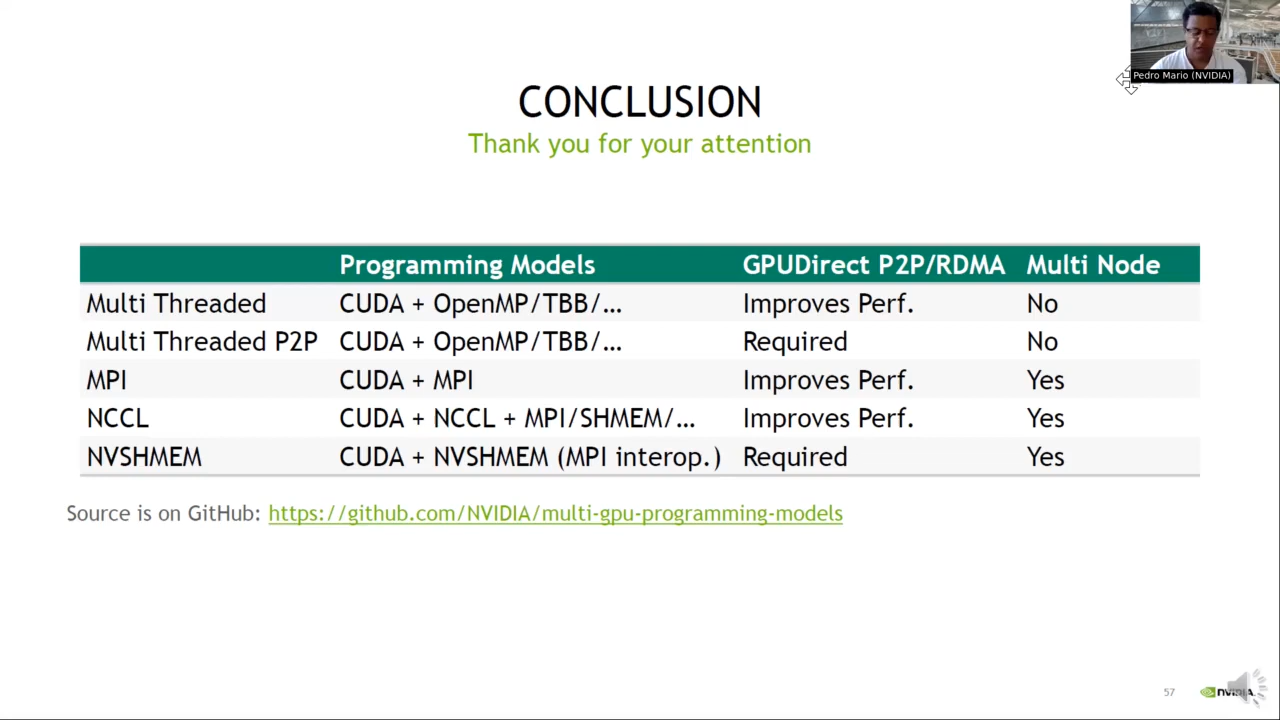 Pedro Mario (NVIDIA)
CONCLUSION
Thank you for your attention
Programming Models GPUDirect P2P/RDMA Multi Node
Multi Threaded CUDA + OpenMP/TBB/... Improves Perf. No
Multi Threaded P2P CUDA + OpenMP/TBB/... Required No
MPI CUDA + MPI Improves Perf. Yes
NCCL CUDA + NCCL + MPI/SHMEM/... Improves Perf. Yes
NVSHMEM CUDA + NVSHMEM (MPI interop.) Required Yes
Source is on GitHub: https://github.com/NVIDIA/multi-gpu-programming-models
57 NVIDIA.